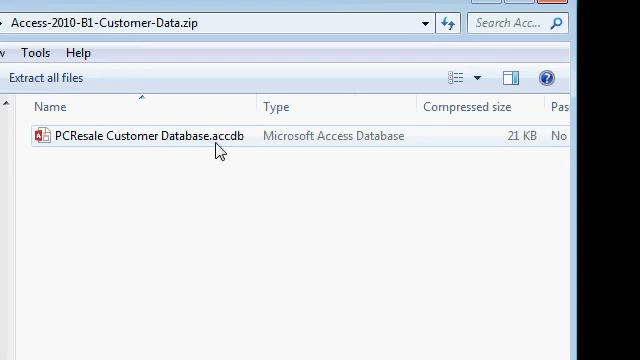 Access-2010-B1-Customer-Data.zip
Search Acc...
Tools Help
Extract all files
Name Type Compressed size
PCResale Customer Database.accdb Microsoft Access Database 21 KB No